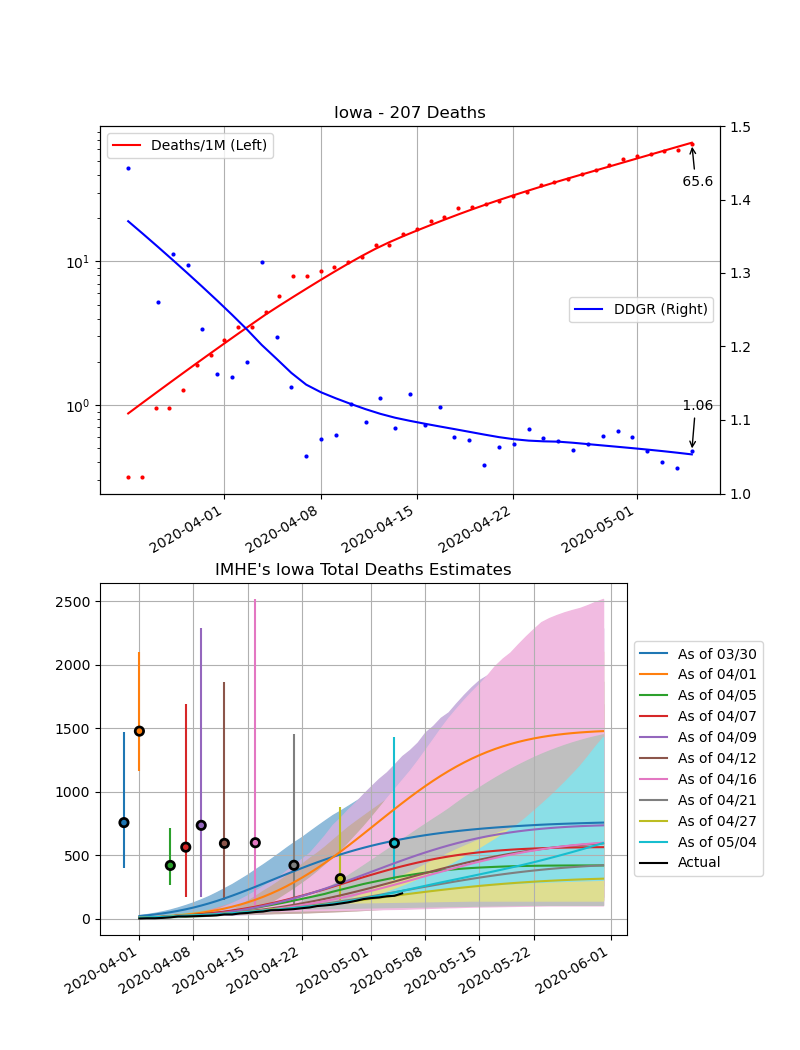 Iowa - 207 Deaths
Deaths/1M (Left)
DDGR (Right)
65.6
1.06
10^1
10^0
1.5
1.4
1.3
1.2
1.1
1.0
2020-04-01
2020-04-08
2020-04-15
2020-04-22
2020-05-01
IMHE's Iowa Total Deaths Estimates
2500
2000
1500
1000
500
0
2020-04-01
2020-04-08
2020-04-15
2020-04-22
2020-05-01
2020-05-08
2020-05-15
2020-05-22
2020-06-01
As of 03/30
As of 04/01
As of 04/05
As of 04/07
As of 04/09
As of 04/12
As of 04/16
As of 04/21
As of 04/27
As of 05/04
Actual